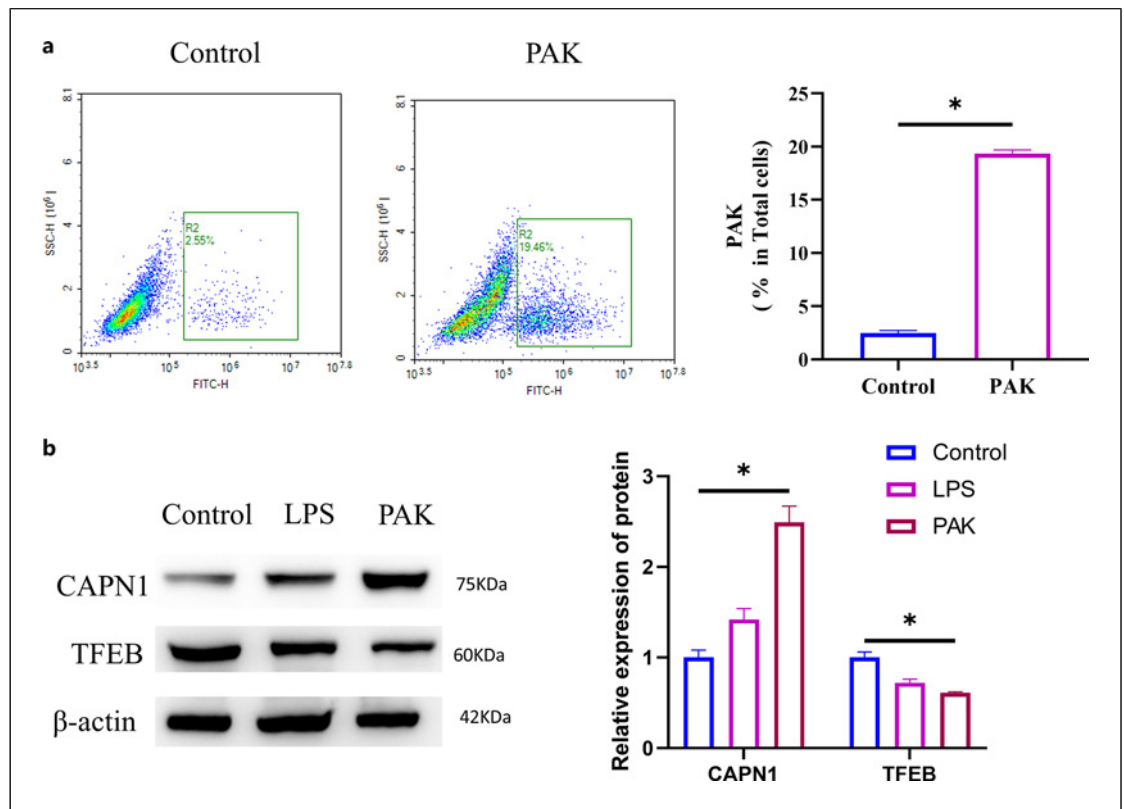 a
Control
PAK
8.1
6
4
2
0
SSC-H (10^6)
R2
2.55%
10^3.5 10^5 10^6 10^7 10^7.8
FITC-H
8.1
6
4
2
0
SSC-H (10^6)
R2
19.46%
10^3.5 10^5 10^6 10^7 10^7.8
FITC-H
PAK
( % in Total cells)
25
20
15
10
5
0
*
Control PAK
b
Control LPS PAK
CAPN1 75KDa
TFEB 60KDa
β-actin 42KDa
Relative expression of protein
3
2
1
0
*
*
CAPN1 TFEB
Control
LPS
PAK